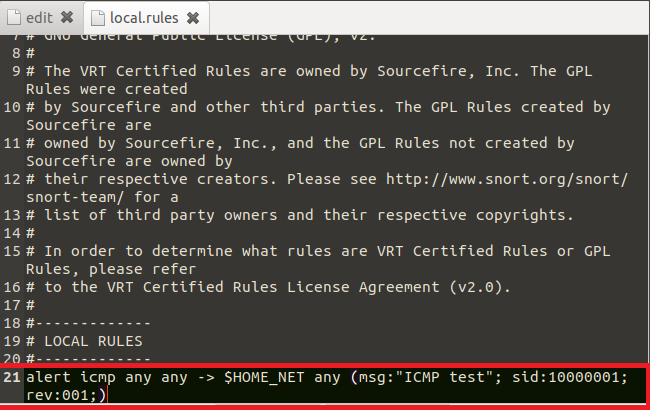 edit
local.rules
7 # GNU General Public License (GPL), v2.
8 #
9 # The VRT Certified Rules are owned by Sourcefire, Inc. The GPL
Rules were created
10 # by Sourcefire and other third parties. The GPL Rules created by
Sourcefire are
11 # owned by Sourcefire, Inc., and the GPL Rules not created by
Sourcefire are owned by
12 # their respective creators. Please see http://www.snort.org/snort/
snort-team/ for a
13 # list of third party owners and their respective copyrights.
14 #
15 # In order to determine what rules are VRT Certified Rules or GPL
Rules, please refer
16 # to the VRT Certified Rules License Agreement (v2.0).
17 #
18 #-------------
19 # LOCAL RULES
20 #-------------
21 alert icmp any any -> $HOME_NET any (msg:"ICMP test"; sid:10000001;
rev:001;)